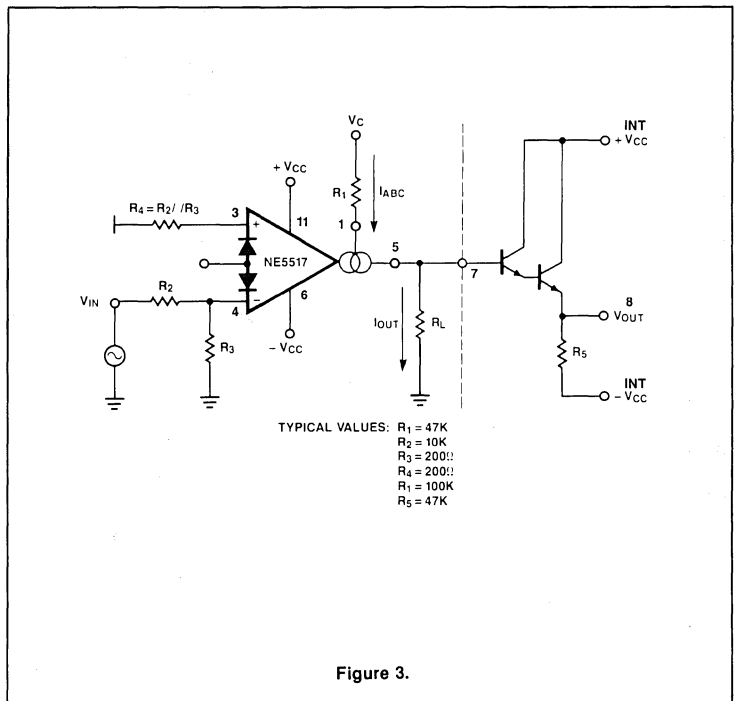 INT
+ VCC
VC
+ VCC
R1
IABC
R4 = R2 / /R3
3
+
11
1
NE5517
5
7
VIN
R2
4
−
6
− VCC
R3
IOUT
RL
8
VOUT
R5
INT
− VCC
TYPICAL VALUES: R1 = 47K
R2 = 10K
R3 = 200Ω
R4 = 200Ω
R1 = 100K
R5 = 47K
Figure 3.